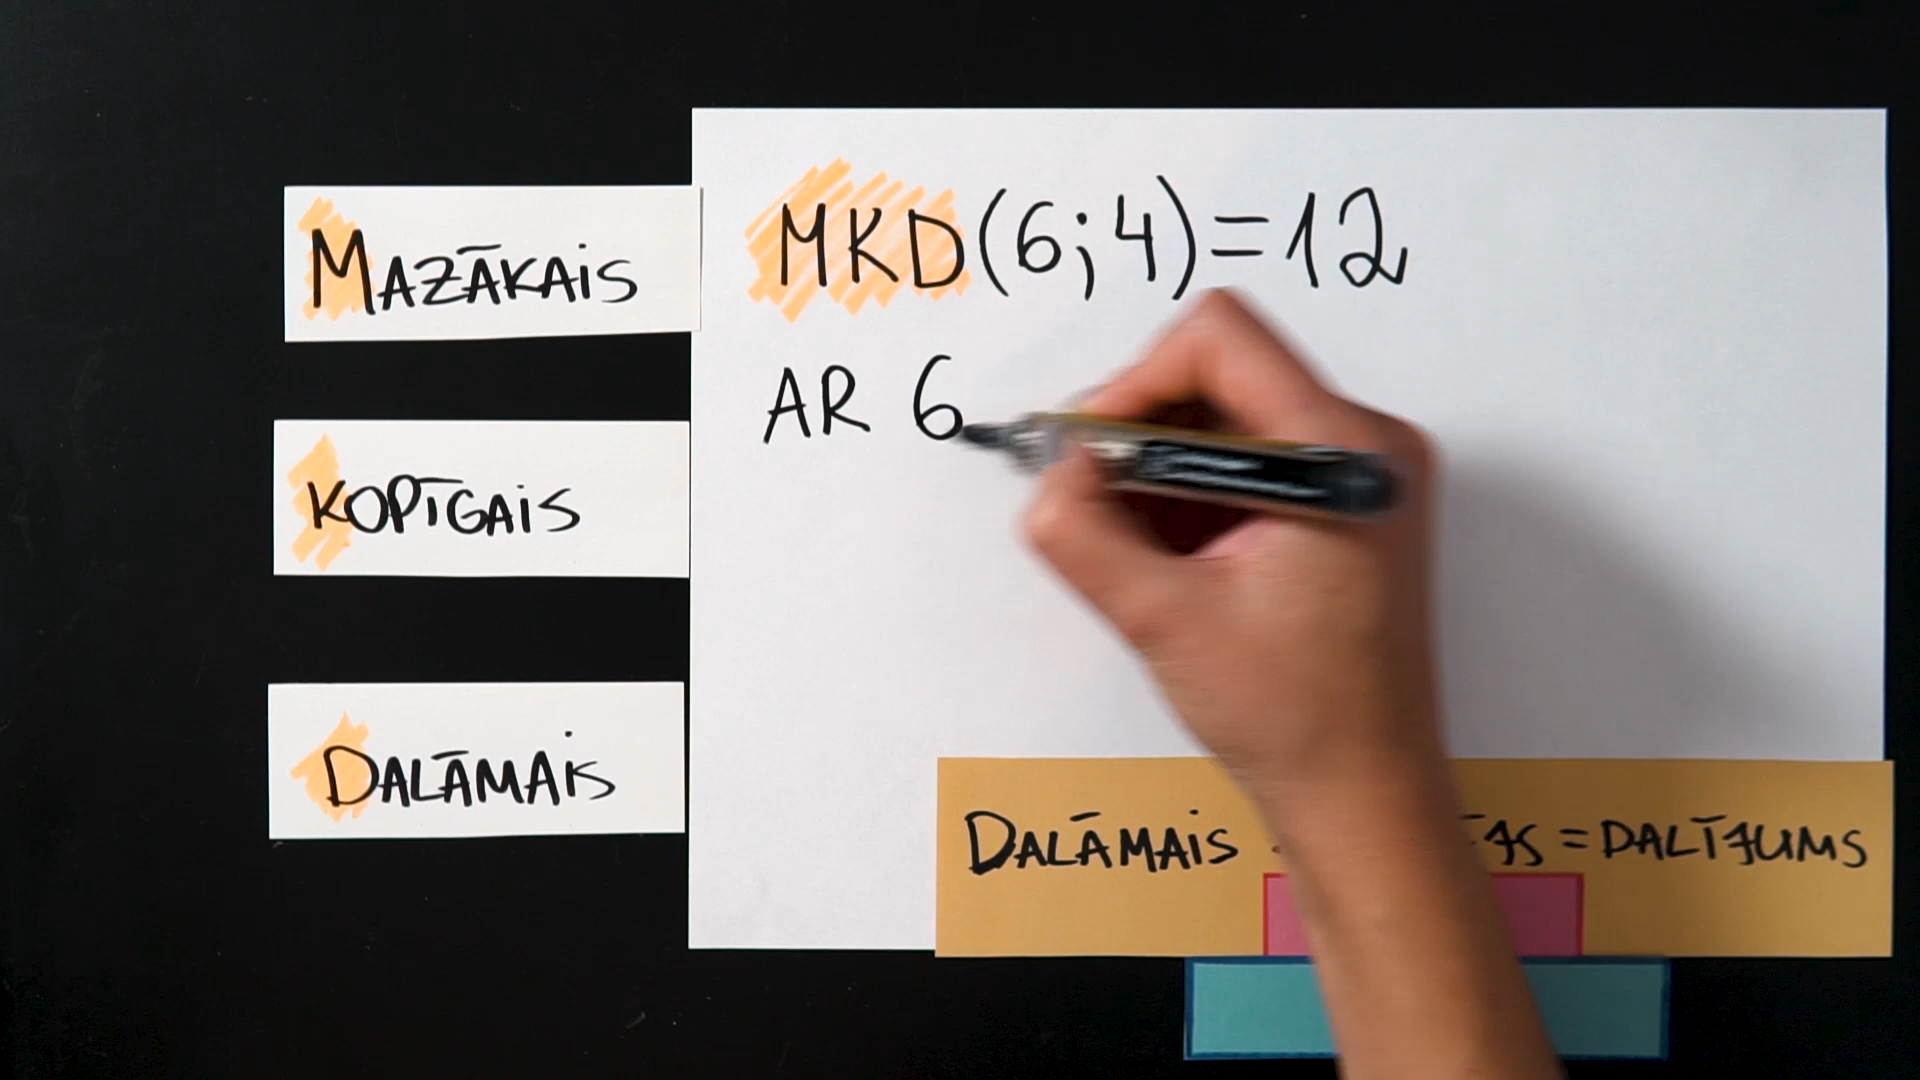 MAZĀKAIS
KOPĪGAIS
DALĀMAIS
MKD(6;4)=12
AR 6
DALĀMAIS = DALĪJUMS